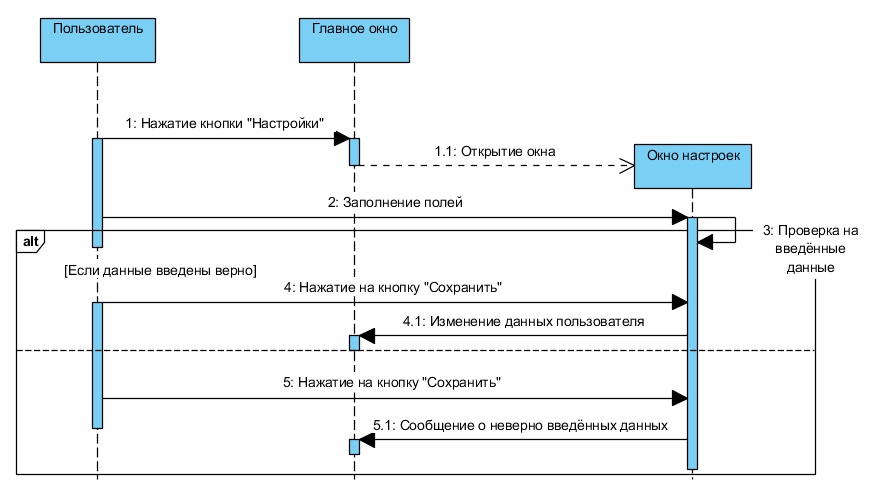 Пользователь
Главное окно
1: Нажатие кнопки "Настройки"
1.1: Открытие окна
Окно настроек
2: Заполнение полей
3: Проверка на
введённые
данные
alt
[Если данные введены верно]
4: Нажатие на кнопку "Сохранить"
4.1: Изменение данных пользователя
5: Нажатие на кнопку "Сохранить"
5.1: Сообщение о неверно введённых данных